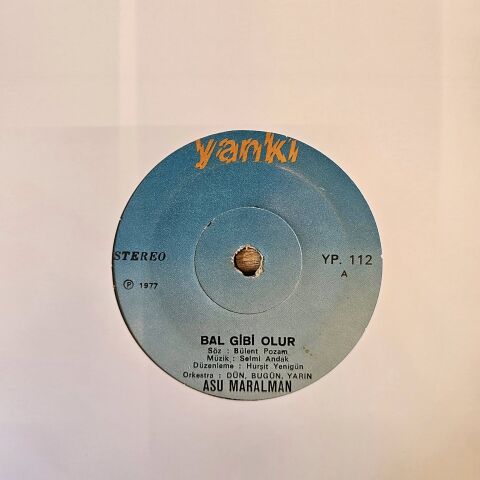 yankı
STEREO
YP. 112
A
℗ 1977
BAL GİBİ OLUR
Söz : Bülent Pozam
Müzik : Selmi Andak
Düzenleme : Hurşit Yenigün
Orkestra : DÜN, BUGÜN, YARIN
ASU MARALMAN